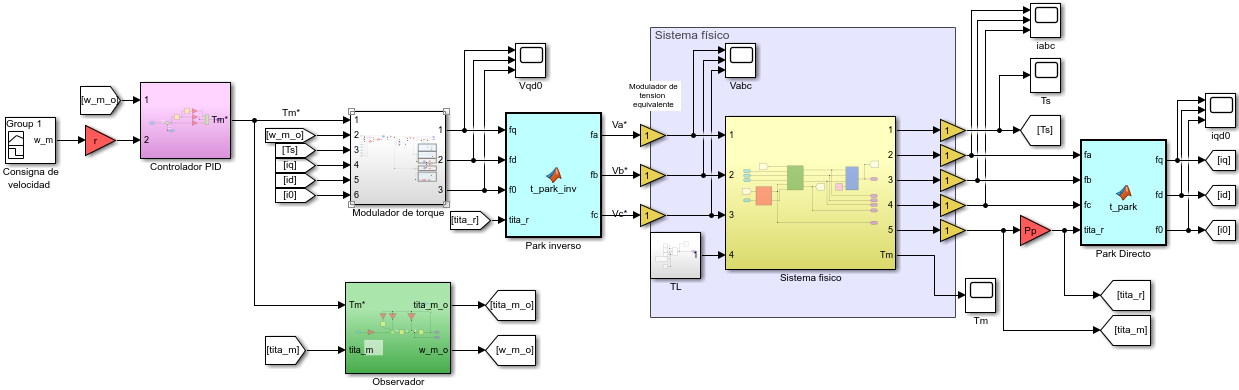 Group 1
w_m
Consigna de
velocidad
r
[w_m_o]
1
2
Tm*
Controlador PID
Tm*
[w_m_o]
[Ts]
[iq]
[id]
[i0]
1
2
3
4
5
6
1
2
3
Modulador de torque
Vqd0
[tita_r]
fq
fd
f0
tita_r
t_park_inv
fa
fb
fc
Park inverso
Va*
Vb*
Vc*
Sistema físico
Modulador de
tension
equivalente
1
1
1
Vabc
1
2
3
4
1
2
3
4
5
Tm
Sistema fisico
1
TL
1
1
1
1
1
iabc
Ts
[Ts]
Tm
Pp
fa
fb
fc
tita_r
t_park
fq
fd
f0
Park Directo
iqd0
[iq]
[id]
[i0]
[tita_r]
[tita_m]
[tita_m]
Tm*
tita_m
tita_m_o
w_m_o
Observador
[tita_m_o]
[w_m_o]